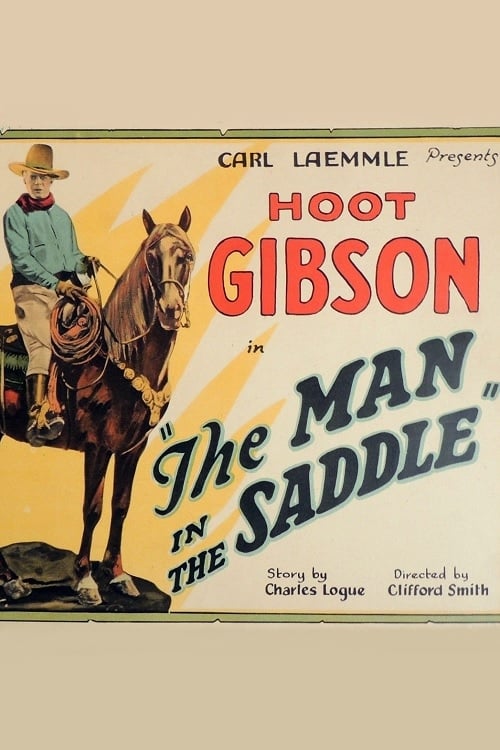 CARL LAEMMLE Presents
HOOT
GIBSON
in
"The MAN
IN
THE SADDLE"
Story by
Charles Logue
Directed by
Clifford Smith